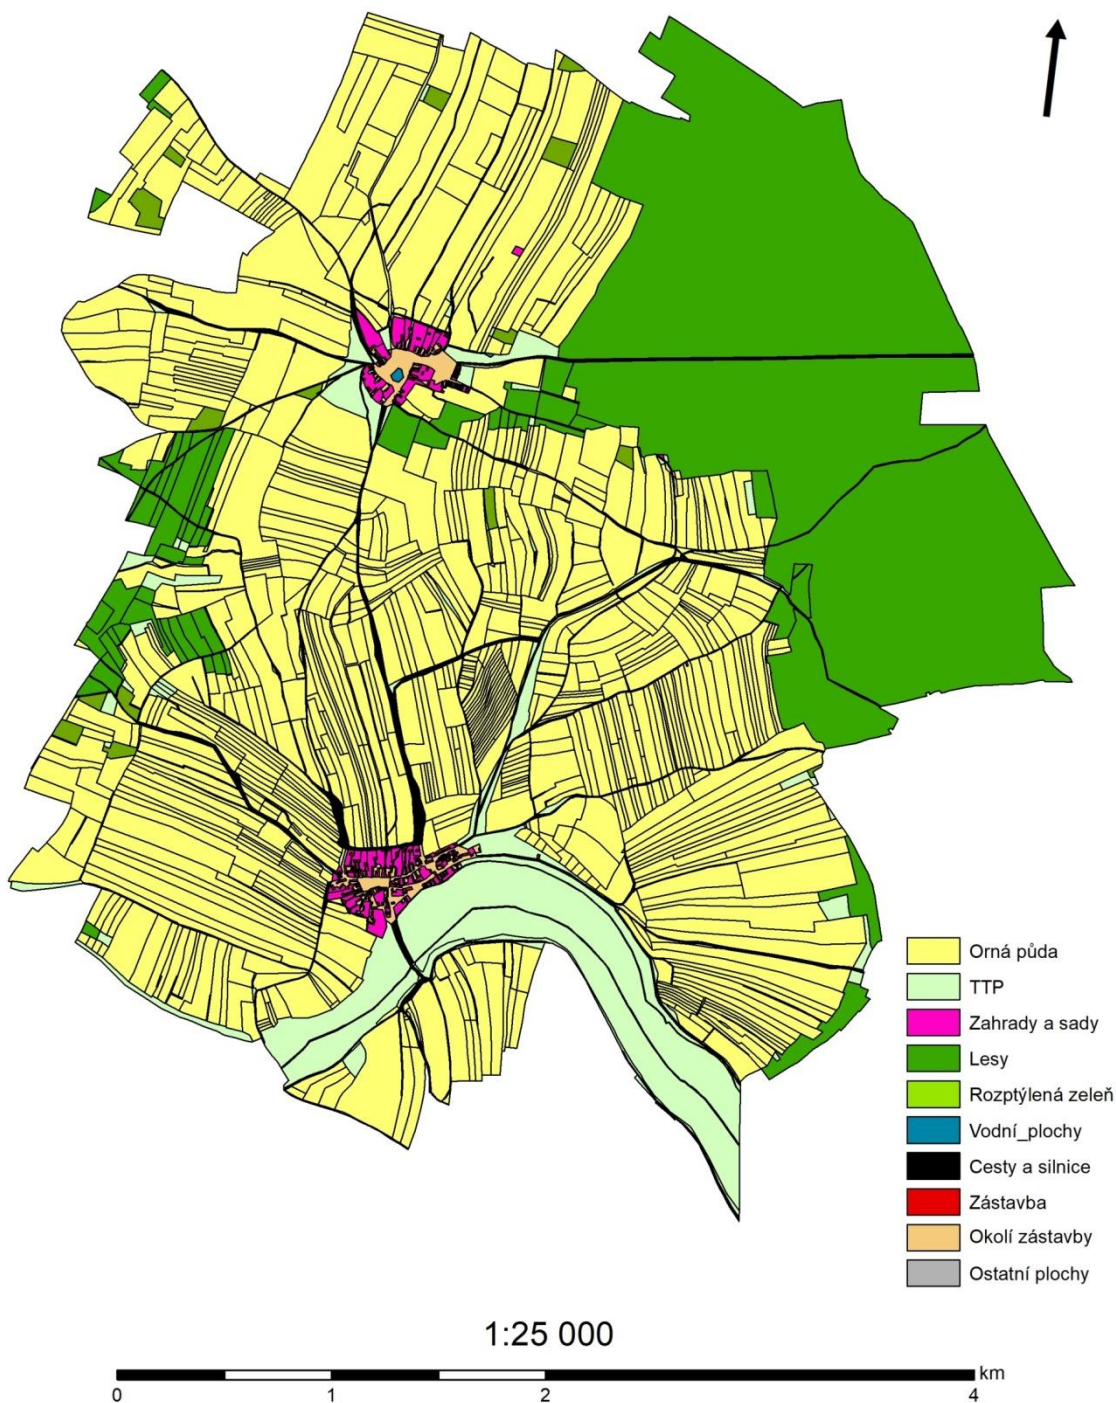 Orná půda
TTP
Zahrady a sady
Lesy
Rozptýlená zeleň
Vodní_plochy
Cesty a silnice
Zástavba
Okolí zástavby
Ostatní plochy
1:25 000
km
0 1 2 4